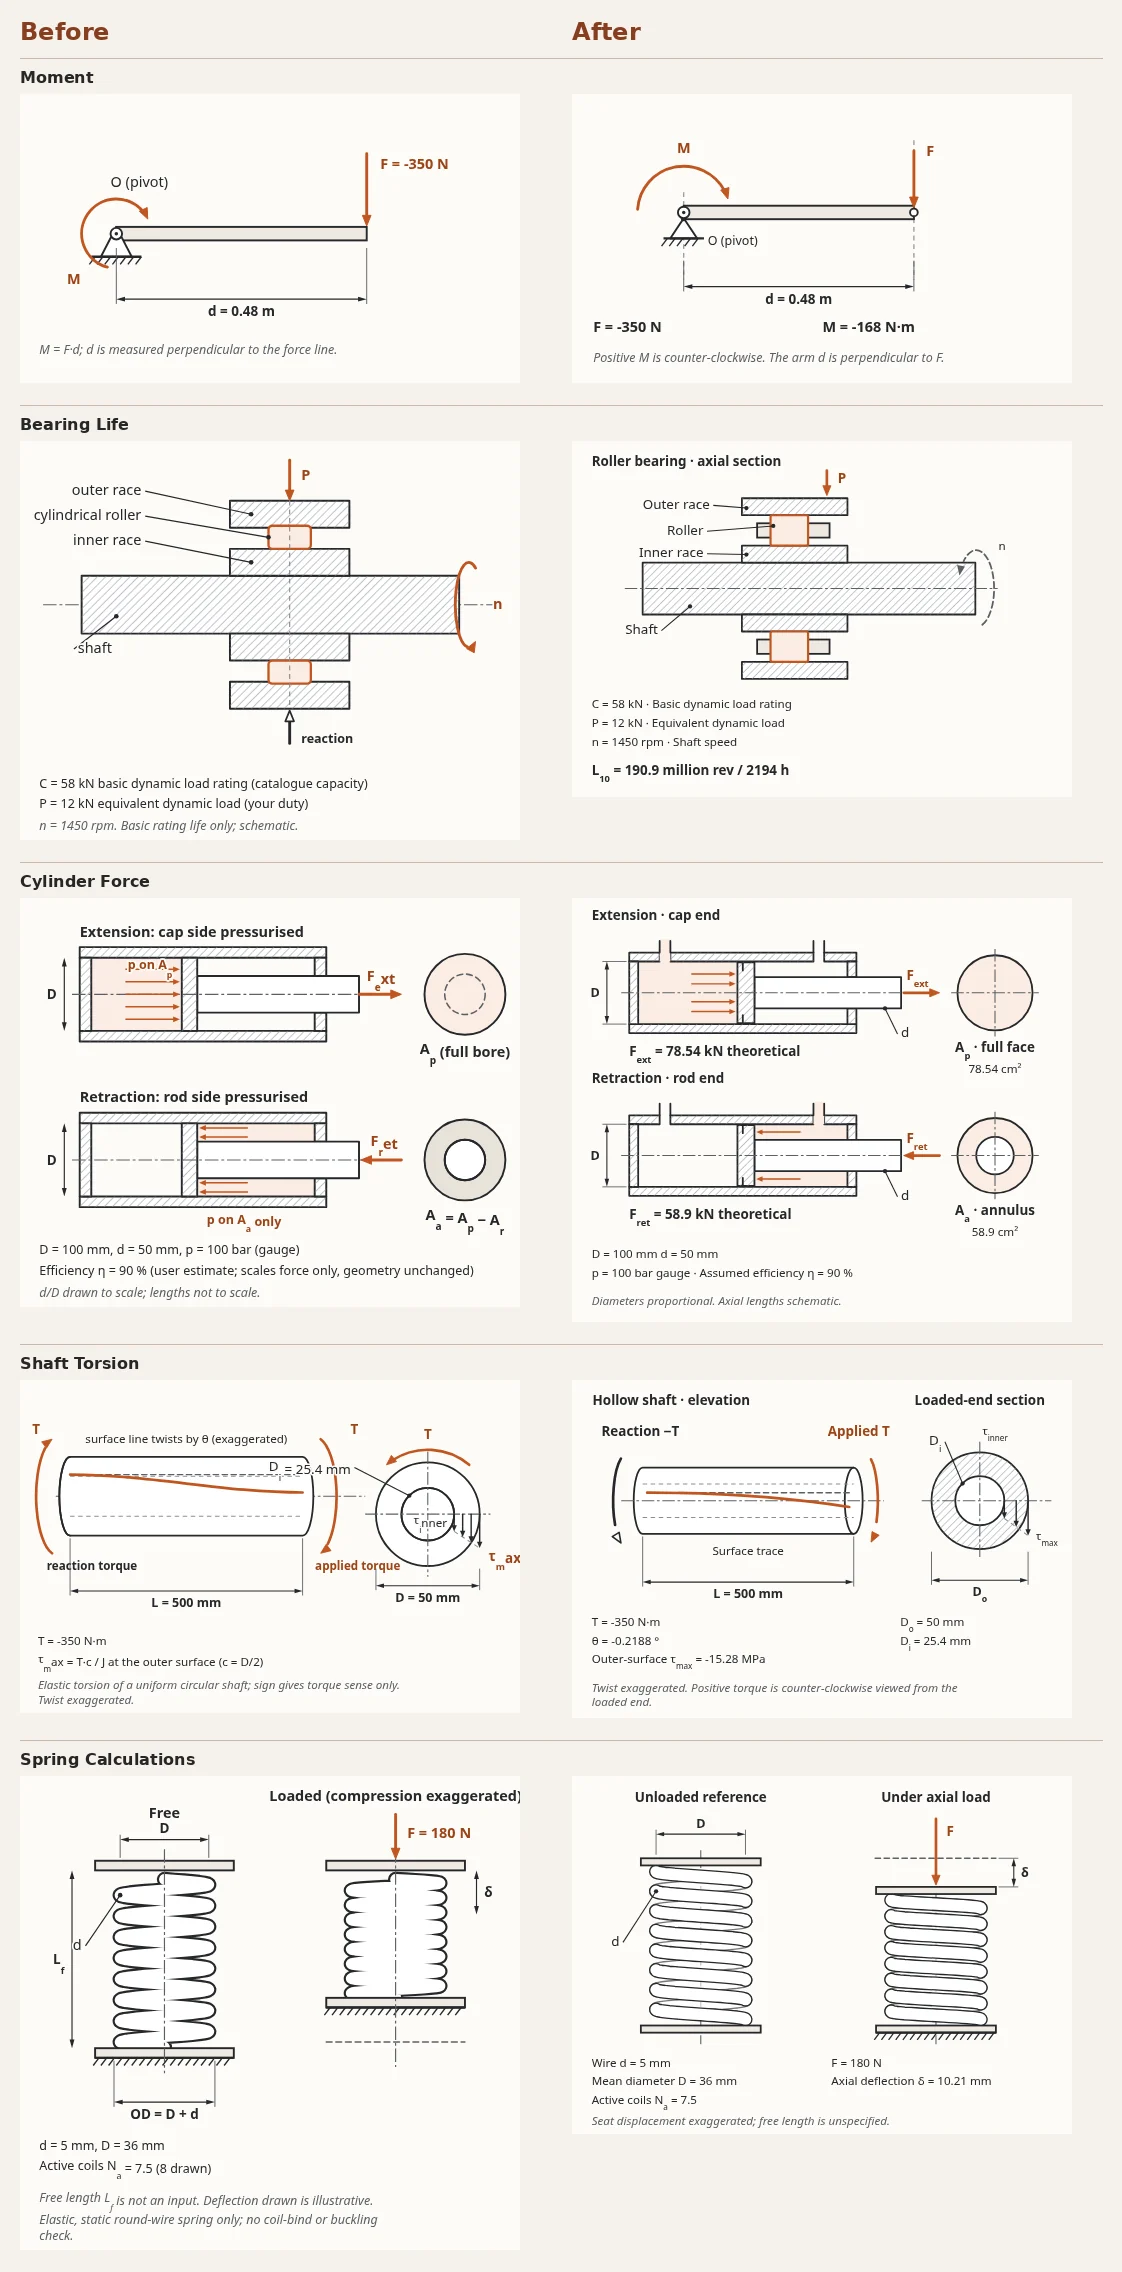 Before
After
Moment
F = -350 N
O (pivot)
M
d = 0.48 m
M = F·d; d is measured perpendicular to the force line.
M
F
O (pivot)
d = 0.48 m
F = -350 N
M = -168 N·m
Positive M is counter-clockwise. The arm d is perpendicular to F.
Bearing Life
P
outer race
cylindrical roller
inner race
n
shaft
reaction
C = 58 kN basic dynamic load rating (catalogue capacity)
P = 12 kN equivalent dynamic load (your duty)
n = 1450 rpm. Basic rating life only; schematic.
Roller bearing · axial section
P
Outer race
Roller
Inner race
n
Shaft
C = 58 kN · Basic dynamic load rating
P = 12 kN · Equivalent dynamic load
n = 1450 rpm · Shaft speed
L10 = 190.9 million rev / 2194 h
Cylinder Force
Extension: cap side pressurised
p on Ap
D
Fext
Ap (full bore)
Retraction: rod side pressurised
D
Fret
p on Aa only
Aa = Ap − Ar
D = 100 mm, d = 50 mm, p = 100 bar (gauge)
Efficiency η = 90 % (user estimate; scales force only, geometry unchanged)
d/D drawn to scale; lengths not to scale.
Extension · cap end
D
Fext
d
Fext = 78.54 kN theoretical
Ap · full face
78.54 cm²
Retraction · rod end
D
Fret
d
Fret = 58.9 kN theoretical
Aa · annulus
58.9 cm²
D = 100 mm d = 50 mm
p = 100 bar gauge · Assumed efficiency η = 90 %
Diameters proportional. Axial lengths schematic.
Shaft Torsion
T
T
T
surface line twists by θ (exaggerated)
Di = 25.4 mm
τinner
τmax
reaction torque
applied torque
L = 500 mm
D = 50 mm
T = -350 N·m
τmax = T·c / J at the outer surface (c = D/2)
Elastic torsion of a uniform circular shaft; sign gives torque sense only.
Twist exaggerated.
Hollow shaft · elevation
Loaded-end section
Reaction −T
Applied T
Di
τinner
τmax
Surface trace
L = 500 mm
Do
T = -350 N·m
θ = -0.2188 °
Outer-surface τmax = -15.28 MPa
Do = 50 mm
Di = 25.4 mm
Twist exaggerated. Positive torque is counter-clockwise viewed from the
loaded end.
Spring Calculations
Loaded (compression exaggerated)
Free
D
F = 180 N
δ
d
Lf
OD = D + d
d = 5 mm, D = 36 mm
Active coils Na = 7.5 (8 drawn)
Free length Lf is not an input. Deflection drawn is illustrative.
Elastic, static round-wire spring only; no coil-bind or buckling
check.
Unloaded reference
Under axial load
D
F
δ
d
Wire d = 5 mm
Mean diameter D = 36 mm
Active coils Na = 7.5
F = 180 N
Axial deflection δ = 10.21 mm
Seat displacement exaggerated; free length is unspecified.